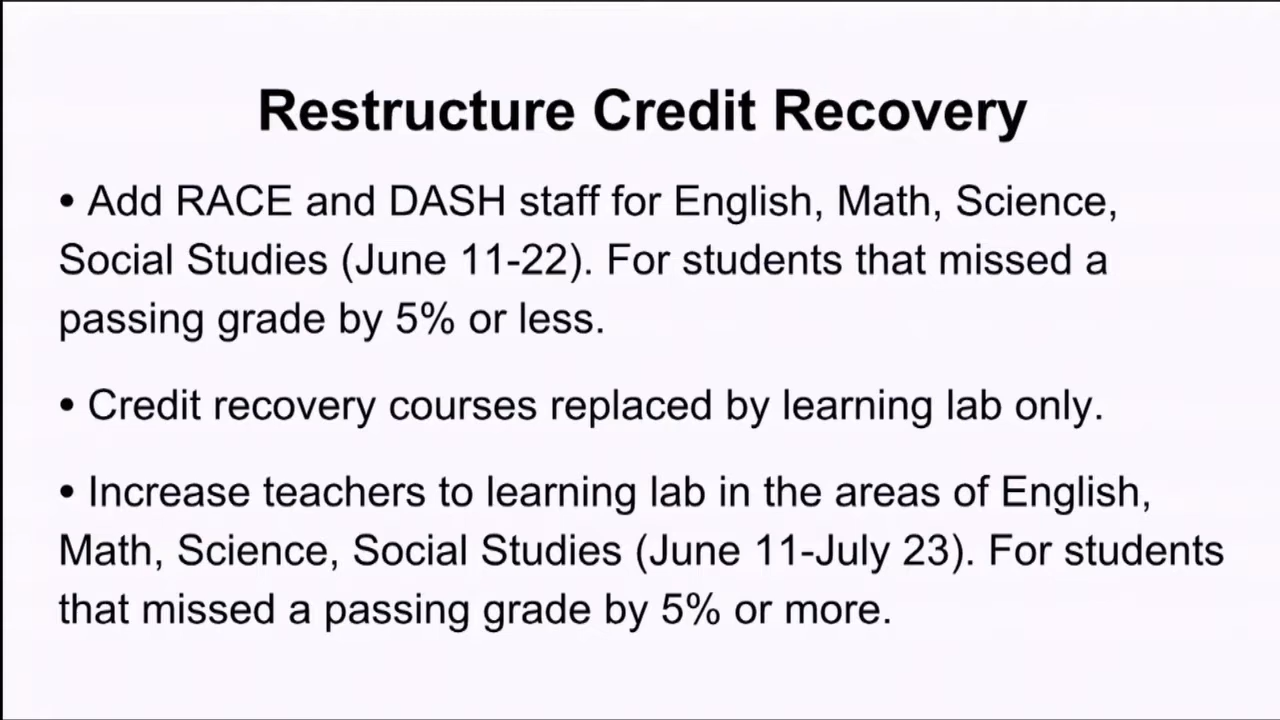 Restructure Credit Recovery
• Add RACE and DASH staff for English, Math, Science,
Social Studies (June 11-22). For students that missed a
passing grade by 5% or less.
• Credit recovery courses replaced by learning lab only.
• Increase teachers to learning lab in the areas of English,
Math, Science, Social Studies (June 11-July 23). For students
that missed a passing grade by 5% or more.